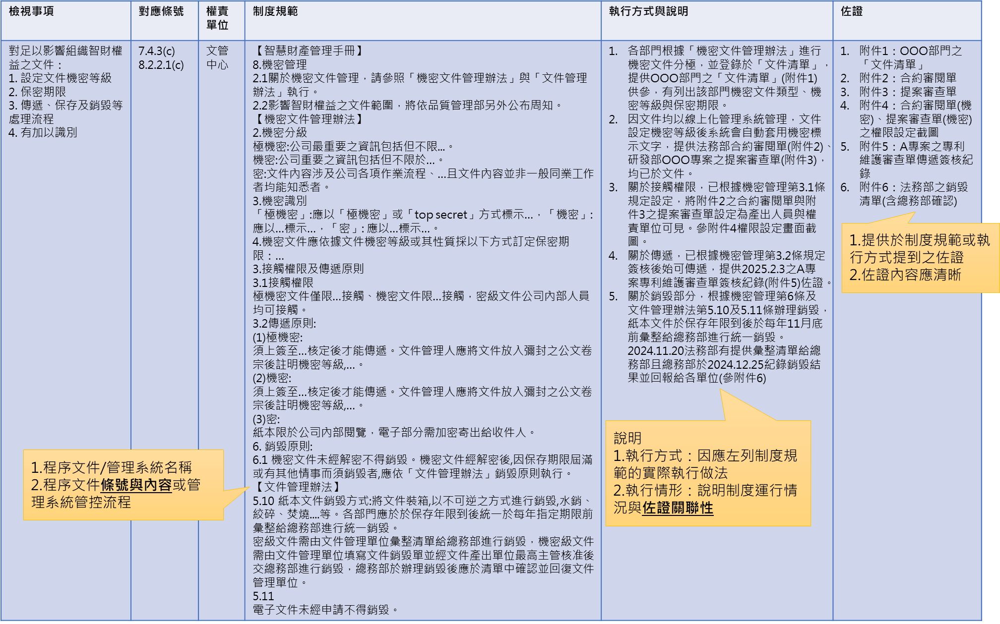 檢視事項
對應條號
權責
單位
制度規範
執行方式與說明
佐證
對足以影響組織智財權
益之文件：
1. 設定文件機密等級
2. 保密期限
3. 傳遞、保存及銷毀等
處理流程
4. 有加以識別
7.4.3(c)
8.2.2.1(c)
文管
中心
【智慧財產管理手冊】
8.機密管理
2.1關於機密文件管理，請參照「機密文件管理辦法」與「文件管理
辦法」執行。
2.2影響智財權益之文件範圍，將依品質管理部另外公布周知。
【機密文件管理辦法】
2.機密分級
極機密:公司最重要之資訊包括但不限...。
機密:公司重要之資訊包括但不限於...。
密:文件內容涉及公司各項作業流程、...且文件內容並非一般同業工作
者均能知悉者。
3.機密識別
「極機密」:應以「極機密」或「top secret」方式標示...，「機密」:
應以...標示...，「密」: 應以...標示...。
4.機密文件應依據文件機密等級或其性質採以下方式訂定保密期
限：...
3.接觸權限及傳遞原則
3.1接觸權限
極機密文件僅限...接觸、機密文件限...接觸，密級文件公司內部人員
均可接觸。
3.2傳遞原則:
(1)極機密:
須上簽至...核定後才能傳遞。文件管理人應將文件放入彌封之公文卷
宗後註明機密等級,...。
(2)機密:
須上簽至...核定後才能傳遞。文件管理人應將文件放入彌封之公文卷
宗後註明機密等級,...。
(3)密:
紙本限於公司內部閱覽，電子部分需加密寄出給收件人。
6. 銷毀原則:
6.1 機密文件未經解密不得銷毀。機密文件經解密後,因保存期限屆滿
或有其他情事而須銷毀者,應依「文件管理辦法」銷毀原則執行。
【文件管理辦法】
5.10 紙本文件銷毀方式:將文件裝箱,以不可逆之方式進行銷毀,水銷、
絞碎、焚燒....等。各部門應於於保存年限到後統一於每年指定期限前
彙整給總務部進行統一銷毀。
密級文件需由文件管理單位彙整清單給總務部進行銷毀，機密級文件
需由文件管理單位填寫文件銷毀單並經文件產出單位最高主管核准後
交總務部進行銷毀，總務部於辦理銷毀後應於清單中確認並回復文件
管理單位。
5.11
電子文件未經申請不得銷毀。
1. 各部門根據「機密文件管理辦法」進行
機密文件分極，並登錄於「文件清單」，
提供OOO部門之「文件清單」(附件1)
供參，有列出該部門機密文件類型、機
密等級與保密期限。
2. 因文件均以線上化管理系統管理，文件
設定機密等級後系統會自動套用機密標
示文字，提供法務部合約審閱單(附件2)、
研發部OOO專案之提案審查單(附件3)，
均已於文件。
3. 關於接觸權限，已根據機密管理第3.1條
規定設定，將附件2之合約審閱單與附
件3之提案審查單設定為產出人員與權
責單位可見。參附件4權限設定畫面截
圖。
4. 關於傳遞，已根據機密管理第3.2條規定
簽核後始可傳遞，提供2025.2.3之A專
案專利維護審查單簽核紀錄(附件5)佐證。
5. 關於銷毀部分，根據機密管理第6條及
文件管理辦法第5.10及5.11條辦理銷毀，
紙本文件於保存年限到後於每年11月底
前彙整給總務部進行統一銷毀。
2024.11.20法務部有提供彙整清單給總
務部且總務部於2024.12.25紀錄銷毀結
果並回報給各單位(參附件6)
1. 附件1：OOO部門之
「文件清單」
2. 附件2：合約審閱單
3. 附件3：提案審查單
4. 附件4：合約審閱單(機
密)、提案審查單(機密)
之權限設定截圖
5. 附件5：A專案之專利
維護審查單傳遞簽核紀
錄
6. 附件6：法務部之銷毀
清單(含總務部確認)
1.提供於制度規範或執
行方式提到之佐證
2.佐證內容應清晰
說明
1.執行方式：因應左列制度規
範的實際執行做法
2.執行情形：說明制度運行情
況與佐證關聯性
1.程序文件/管理系統名稱
2.程序文件條號與內容或管
理系統管控流程